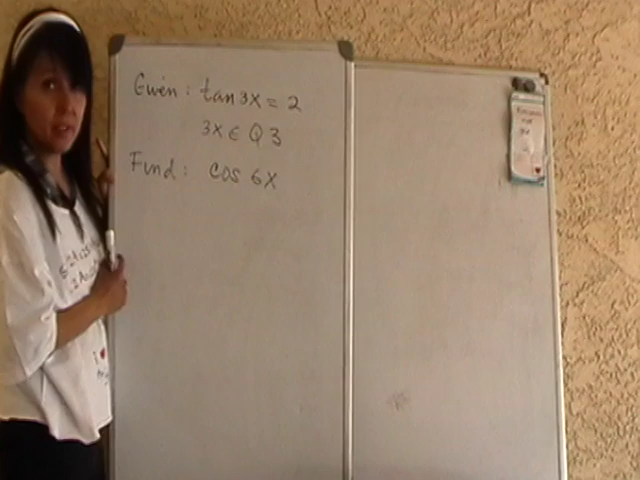 Given: tan 3x = 2
3x ∈ Q 3
Find: cos 6x